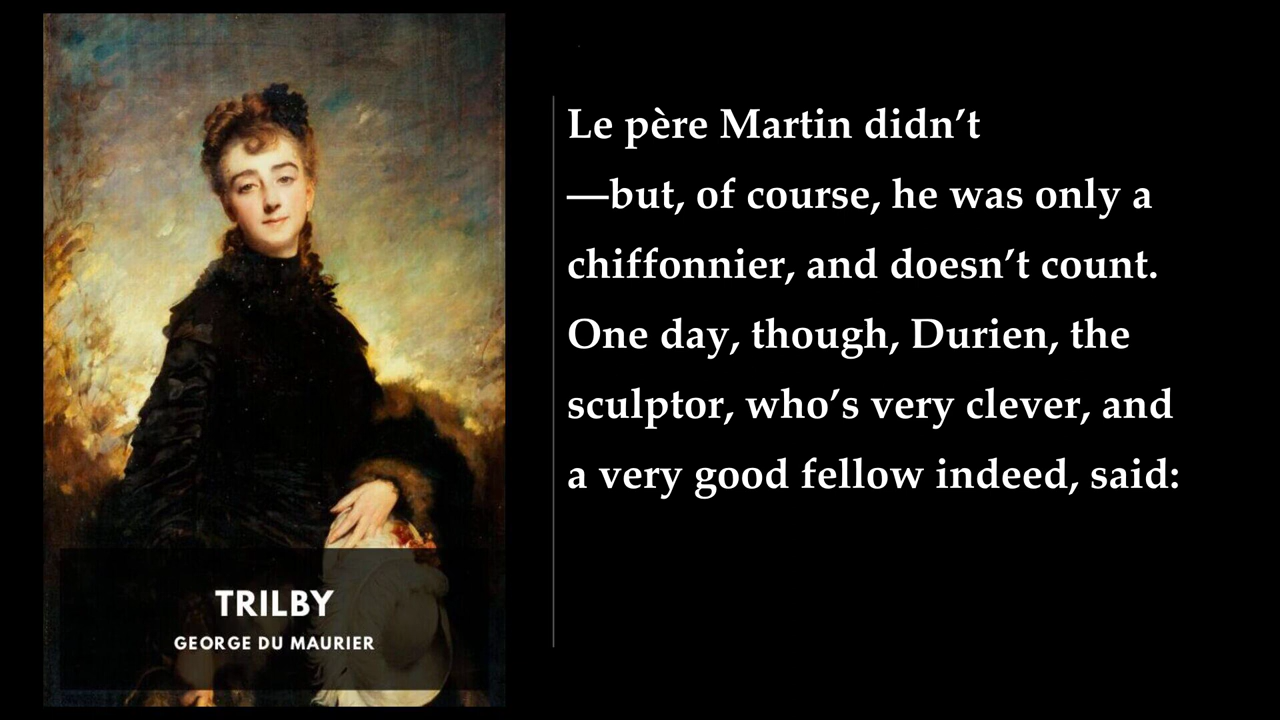 TRILBY
GEORGE DU MAURIER
Le père Martin didn’t
—but, of course, he was only a
chiffonnier, and doesn’t count.
One day, though, Durien, the
sculptor, who’s very clever, and
a very good fellow indeed, said: